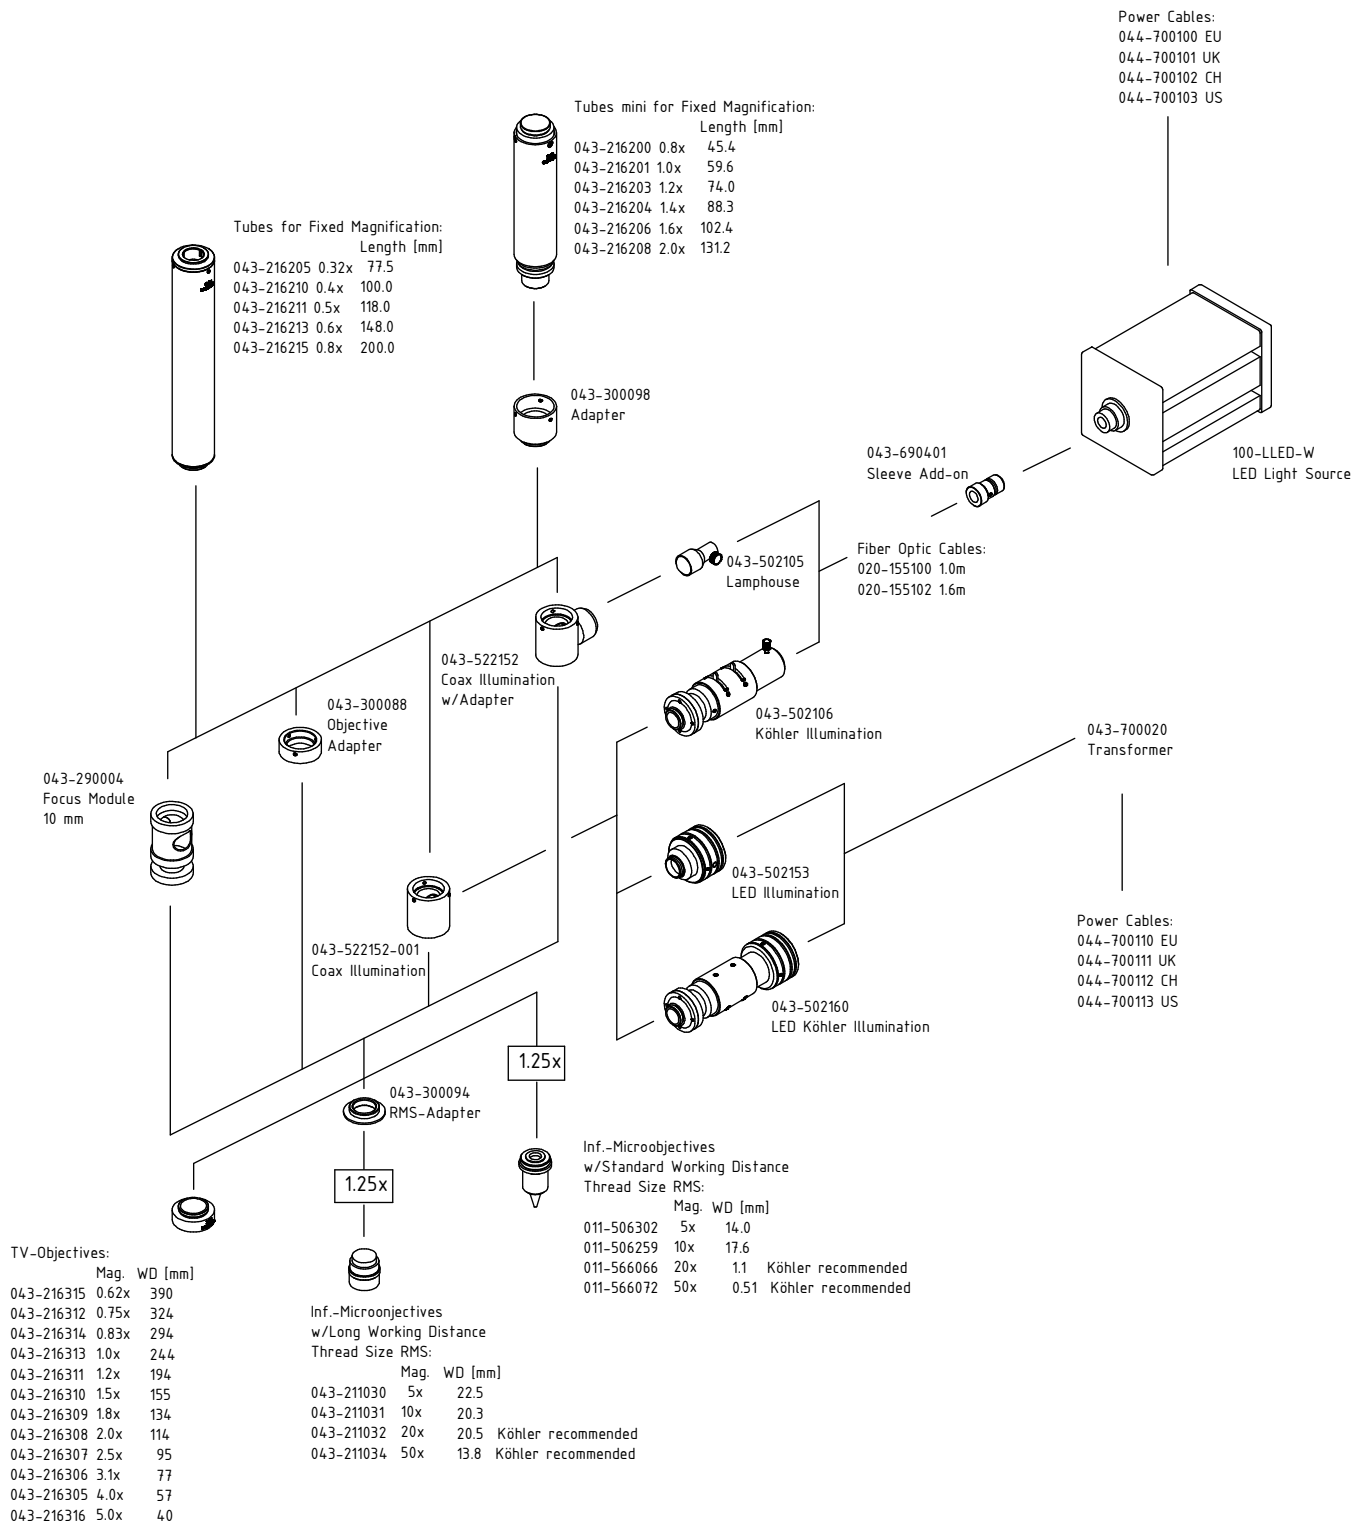 Power Cables:
044-700100 EU
044-700101 UK
044-700102 CH
044-700103 US
Tubes mini for Fixed Magnification:
Length [mm]
043-216200 0.8x 45.4
043-216201 1.0x 59.6
043-216203 1.2x 74.0
043-216204 1.4x 88.3
043-216206 1.6x 102.4
043-216208 2.0x 131.2
Tubes for Fixed Magnification:
Length [mm]
043-216205 0.32x 77.5
043-216210 0.4x 100.0
043-216211 0.5x 118.0
043-216213 0.6x 148.0
043-216215 0.8x 200.0
043-300098
Adapter
043-690401
Sleeve Add-on
100-LLED-W
LED Light Source
Fiber Optic Cables:
020-155100 1.0m
020-155102 1.6m
043-502105
Lamphouse
043-522152
Coax Illumination
w/Adapter
043-300088
Objective
Adapter
043-502106
Köhler Illumination
043-700020
Transformer
043-290004
Focus Module
10 mm
043-502153
LED Illumination
043-522152-001
Coax Illumination
Power Cables:
044-700110 EU
044-700111 UK
044-700112 CH
044-700113 US
043-502160
LED Köhler Illumination
1.25x
043-300094
RMS-Adapter
1.25x
Inf.-Microobjectives
w/Standard Working Distance
Thread Size RMS:
Mag. WD [mm]
011-506302 5x 14.0
011-506259 10x 17.6
011-566066 20x 1.1 Köhler recommended
011-566072 50x 0.51 Köhler recommended
TV-Objectives:
Mag. WD [mm]
043-216315 0.62x 390
043-216312 0.75x 324
043-216314 0.83x 294
043-216313 1.0x 244
043-216311 1.2x 194
043-216310 1.5x 155
043-216309 1.8x 134
043-216308 2.0x 114
043-216307 2.5x 95
043-216306 3.1x 77
043-216305 4.0x 57
043-216316 5.0x 40
Inf.-Microonjectives
w/Long Working Distance
Thread Size RMS:
Mag. WD [mm]
043-211030 5x 22.5
043-211031 10x 20.3
043-211032 20x 20.5 Köhler recommended
043-211034 50x 13.8 Köhler recommended